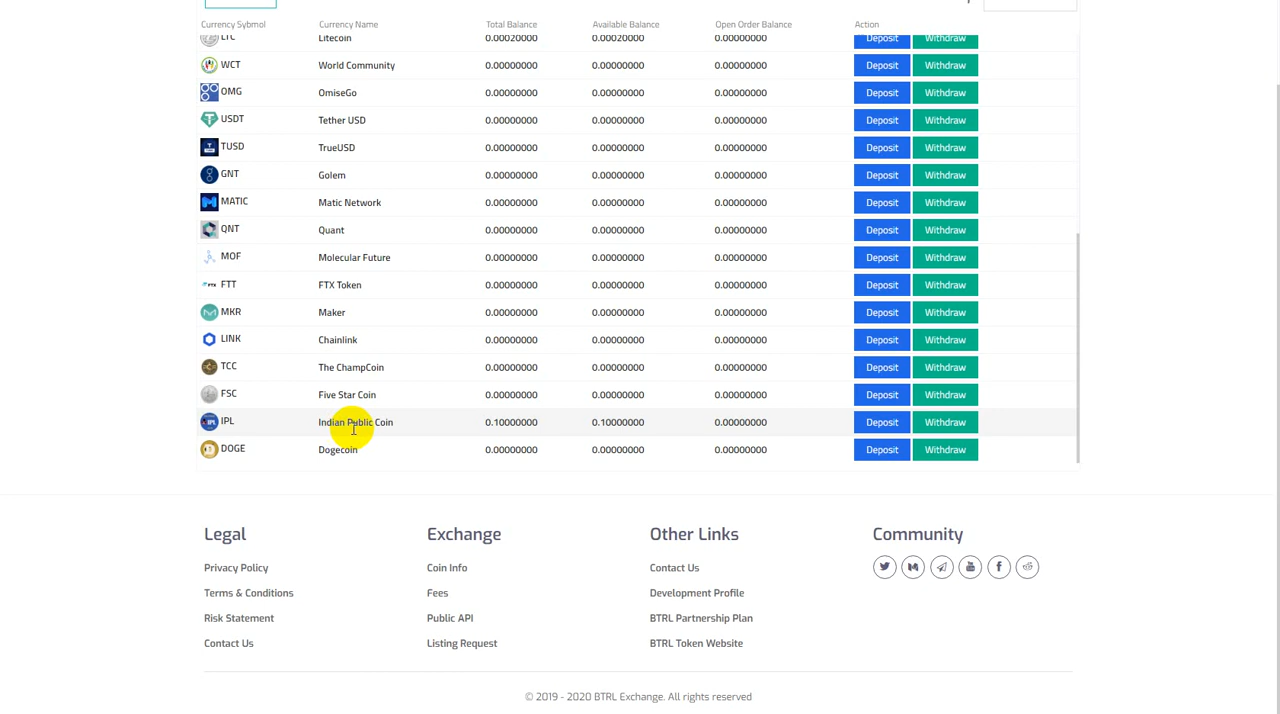 Currency Sybmol Currency Name Total Balance Available Balance Open Order Balance Action
LTC Litecoin 0.00020000 0.00020000 0.00000000 Deposit Withdraw
WCT World Community 0.00000000 0.00000000 0.00000000 Deposit Withdraw
OMG OmiseGo 0.00000000 0.00000000 0.00000000 Deposit Withdraw
USDT Tether USD 0.00000000 0.00000000 0.00000000 Deposit Withdraw
TUSD TrueUSD 0.00000000 0.00000000 0.00000000 Deposit Withdraw
GNT Golem 0.00000000 0.00000000 0.00000000 Deposit Withdraw
MATIC Matic Network 0.00000000 0.00000000 0.00000000 Deposit Withdraw
QNT Quant 0.00000000 0.00000000 0.00000000 Deposit Withdraw
MOF Molecular Future 0.00000000 0.00000000 0.00000000 Deposit Withdraw
FTT FTX Token 0.00000000 0.00000000 0.00000000 Deposit Withdraw
MKR Maker 0.00000000 0.00000000 0.00000000 Deposit Withdraw
LINK Chainlink 0.00000000 0.00000000 0.00000000 Deposit Withdraw
TCC The ChampCoin 0.00000000 0.00000000 0.00000000 Deposit Withdraw
FSC Five Star Coin 0.00000000 0.00000000 0.00000000 Deposit Withdraw
IPL Indian Public Coin 0.10000000 0.10000000 0.00000000 Deposit Withdraw
DOGE Dogecoin 0.00000000 0.00000000 0.00000000 Deposit Withdraw
Legal Exchange Other Links Community
Privacy Policy Coin Info Contact Us
Terms & Conditions Fees Development Profile
Risk Statement Public API BTRL Partnership Plan
Contact Us Listing Request BTRL Token Website
© 2019 - 2020 BTRL Exchange. All rights reserved